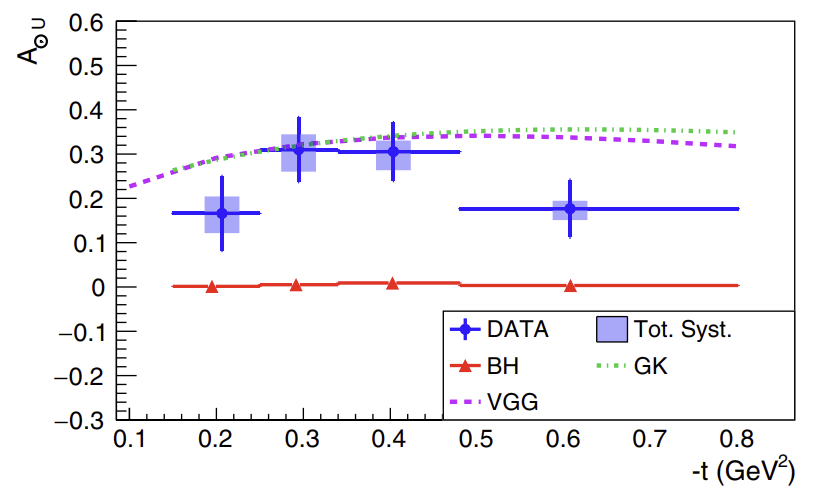 A⊙U
0.6
0.5
0.4
0.3
0.2
0.1
0
−0.1
−0.2
−0.3
0.1 0.2 0.3 0.4 0.5 0.6 0.7 0.8
-t (GeV²)
DATA Tot. Syst.
BH GK
VGG